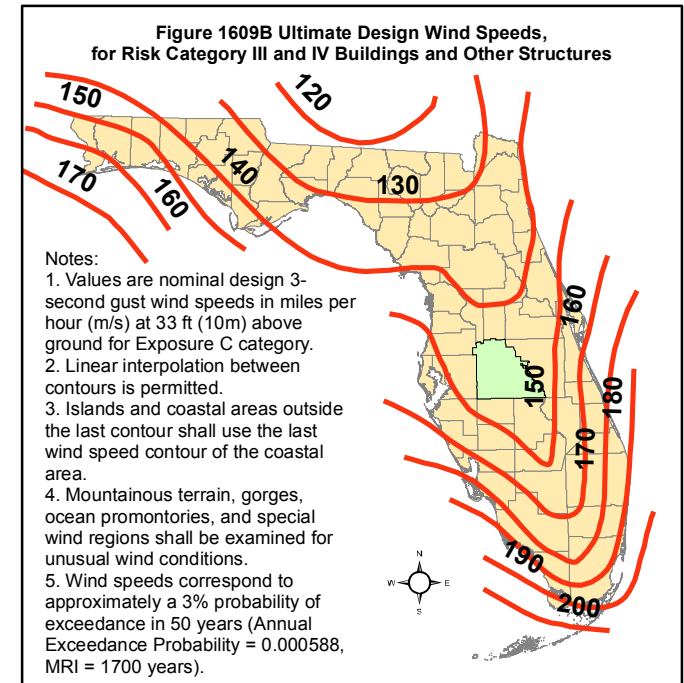 Figure 1609B Ultimate Design Wind Speeds,
for Risk Category III and IV Buildings and Other Structures
120
150
140
130
170
160
Notes:
1. Values are nominal design 3-
second gust wind speeds in miles per
hour (m/s) at 33 ft (10m) above
ground for Exposure C category.
2. Linear interpolation between
contours is permitted.
3. Islands and coastal areas outside
the last contour shall use the last
wind speed contour of the coastal
area.
4. Mountainous terrain, gorges,
ocean promontories, and special
wind regions shall be examined for
unusual wind conditions.
5. Wind speeds correspond to
approximately a 3% probability of
exceedance in 50 years (Annual
Exceedance Probability = 0.000588,
MRI = 1700 years).
160
150
180
170
190
200
N
W E
S